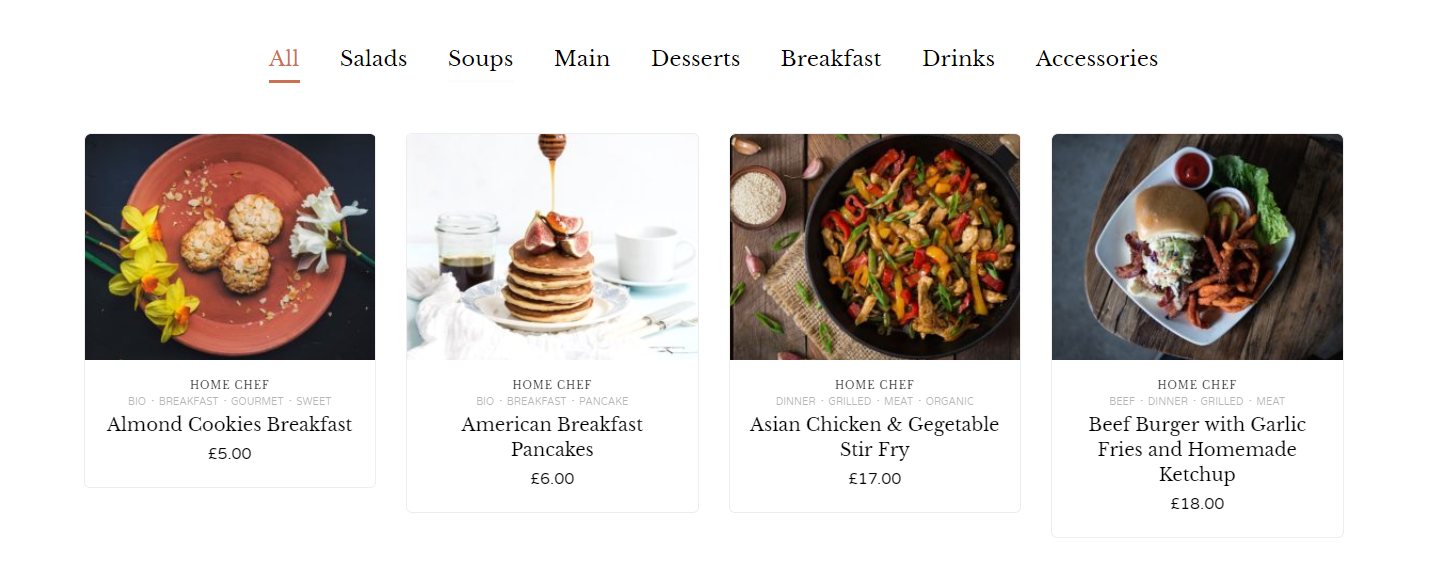 All Salads Soups Main Desserts Breakfast Drinks Accessories
HOME CHEF
BIO · BREAKFAST · GOURMET · SWEET
Almond Cookies Breakfast
£5.00
HOME CHEF
BIO · BREAKFAST · PANCAKE
American Breakfast
Pancakes
£6.00
HOME CHEF
DINNER · GRILLED · MEAT · ORGANIC
Asian Chicken & Gegetable
Stir Fry
£17.00
HOME CHEF
BEEF · DINNER · GRILLED · MEAT
Beef Burger with Garlic
Fries and Homemade
Ketchup
£18.00